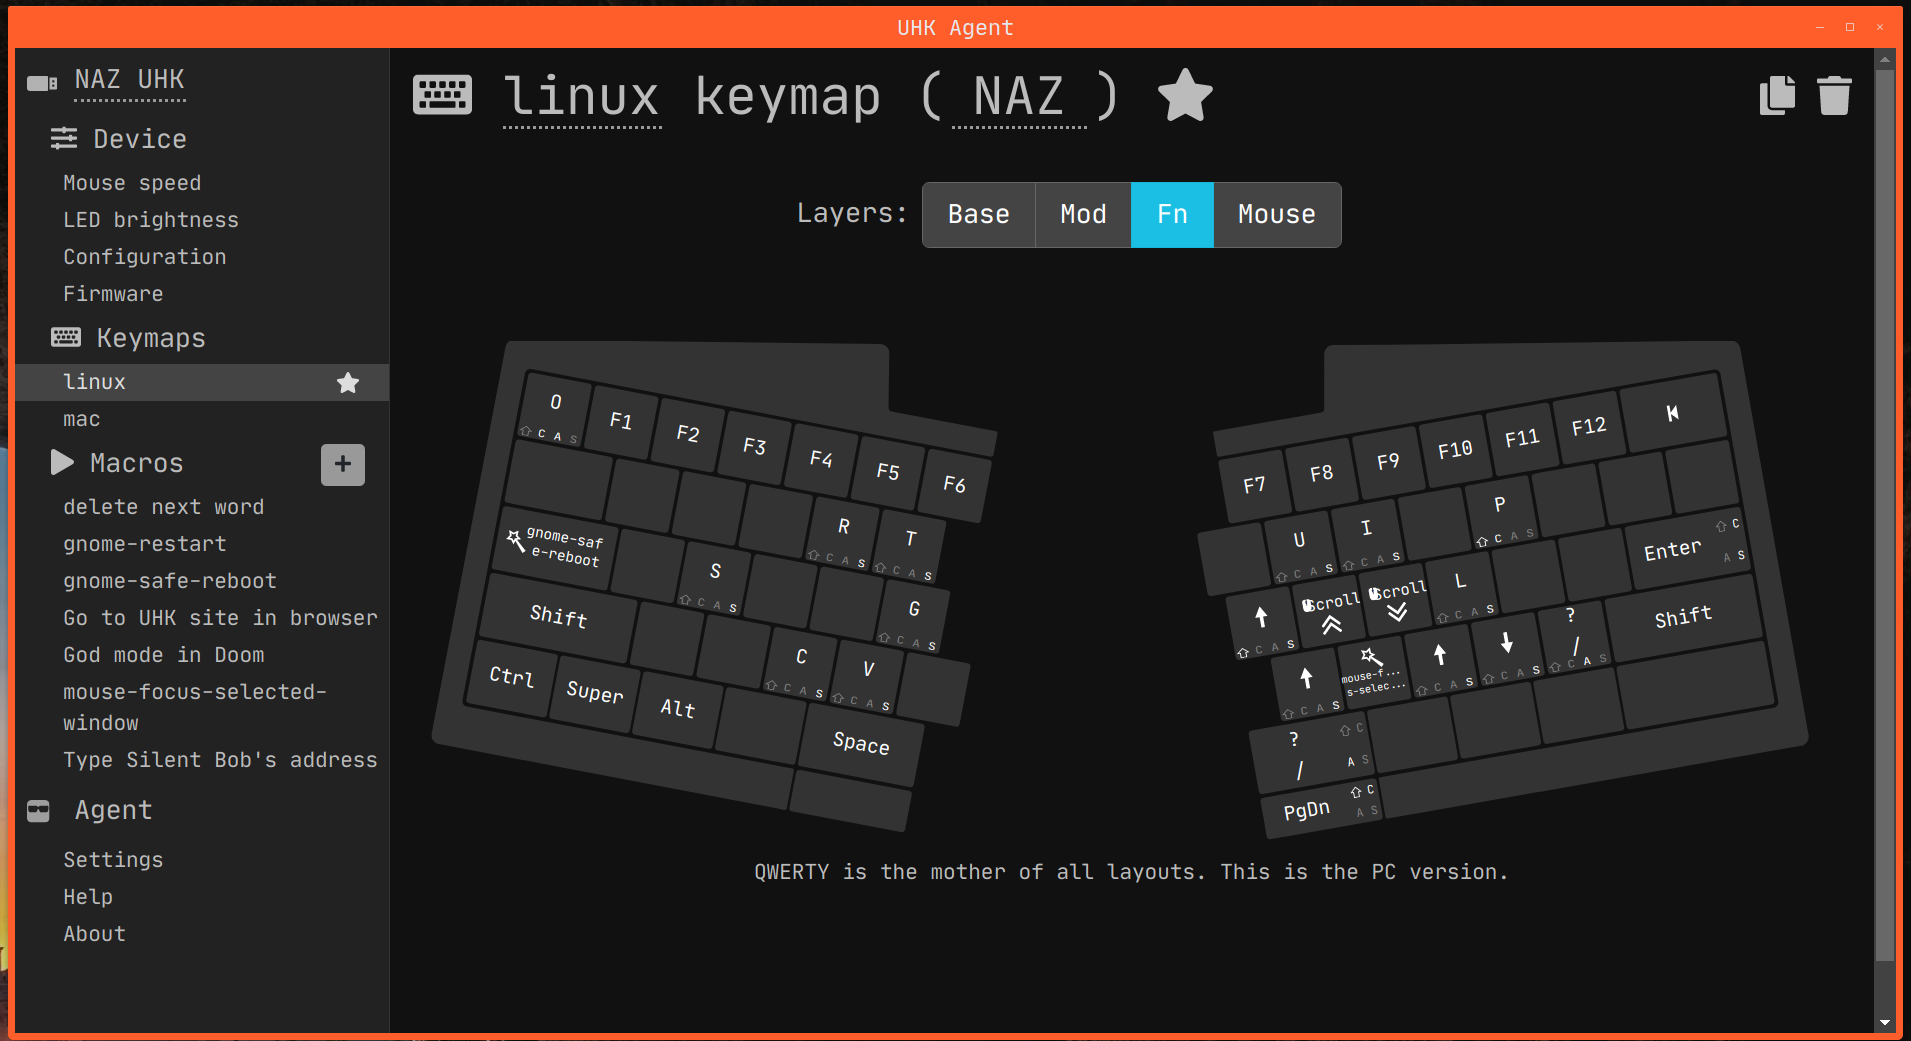 UHK Agent
NAZ UHK
Device
Mouse speed
LED brightness
Configuration
Firmware
Keymaps
linux
mac
Macros
+
delete next word
gnome-restart
gnome-safe-reboot
Go to UHK site in browser
God mode in Doom
mouse-focus-selected-
window
Type Silent Bob's address
Agent
Settings
Help
About
linux keymap ( NAZ )
Layers: Base Mod Fn Mouse
O
C A S
F1
F2
F3
F4
F5
F6
R
C A S
T
C A S
gnome-saf
e-reboot
S
C A S
G
C A S
Shift
C
C A S
V
C A S
Ctrl
Super
Alt
Space
F7
F8
F9
F10
F11
F12
U
C A S
I
C A S
P
C A S
Enter
C
A S
C A S
Scroll
Scroll
L
C A S
Shift
C A S
mouse-f...
s-selec...
C A S
C A S
?
/
C A S
?
/
C
A S
PgDn
C
A S
QWERTY is the mother of all layouts. This is the PC version.